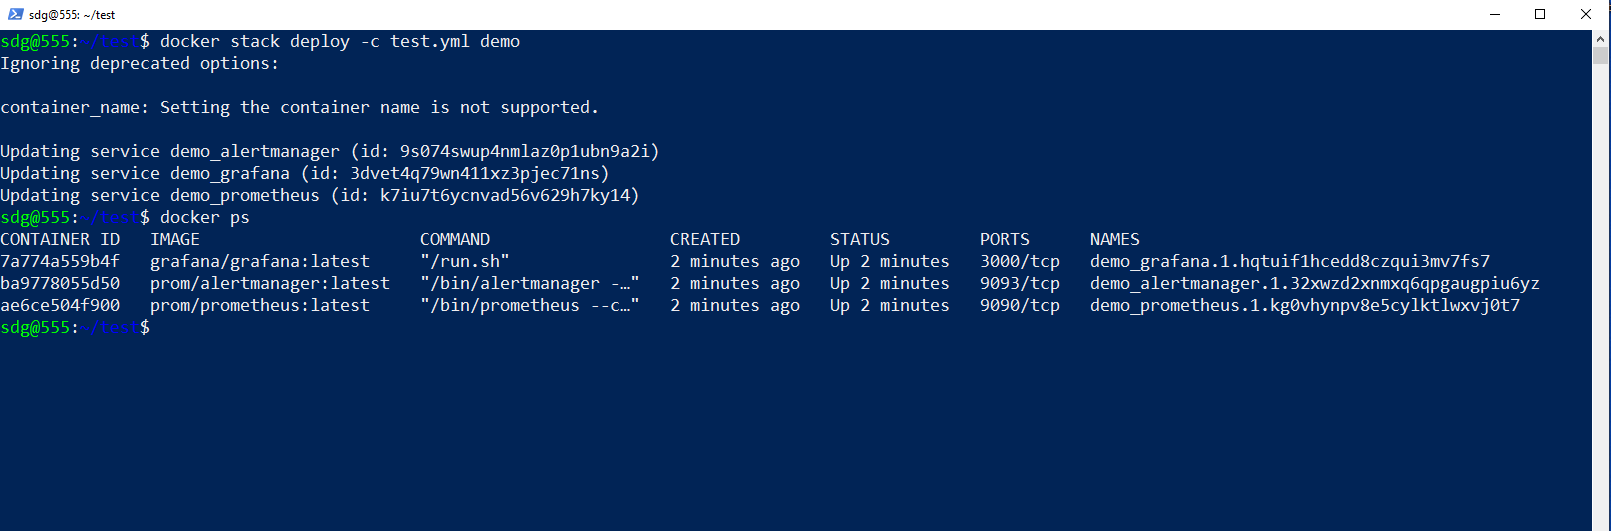 sdg@555: ~/test
sdg@555:~/test$ docker stack deploy -c test.yml demo
Ignoring deprecated options:
container_name: Setting the container name is not supported.
Updating service demo_alertmanager (id: 9s074swup4nmlaz0p1ubn9a2i)
Updating service demo_grafana (id: 3dvet4q79wn411xz3pjec71ns)
Updating service demo_prometheus (id: k7iu7t6ycnvad56v629h7ky14)
sdg@555:~/test$ docker ps
CONTAINER ID   IMAGE                      COMMAND                  CREATED         STATUS         PORTS      NAMES
7a774a559b4f   grafana/grafana:latest     "/run.sh"                2 minutes ago   Up 2 minutes   3000/tcp   demo_grafana.1.hqtuif1hcedd8czqui3mv7fs7
ba9778055d50   prom/alertmanager:latest   "/bin/alertmanager -…"   2 minutes ago   Up 2 minutes   9093/tcp   demo_alertmanager.1.32xwzd2xnmxq6qpgaugpiu6yz
ae6ce504f900   prom/prometheus:latest     "/bin/prometheus --c…"   2 minutes ago   Up 2 minutes   9090/tcp   demo_prometheus.1.kg0vhynpv8e5cylktlwxvj0t7
sdg@555:~/test$